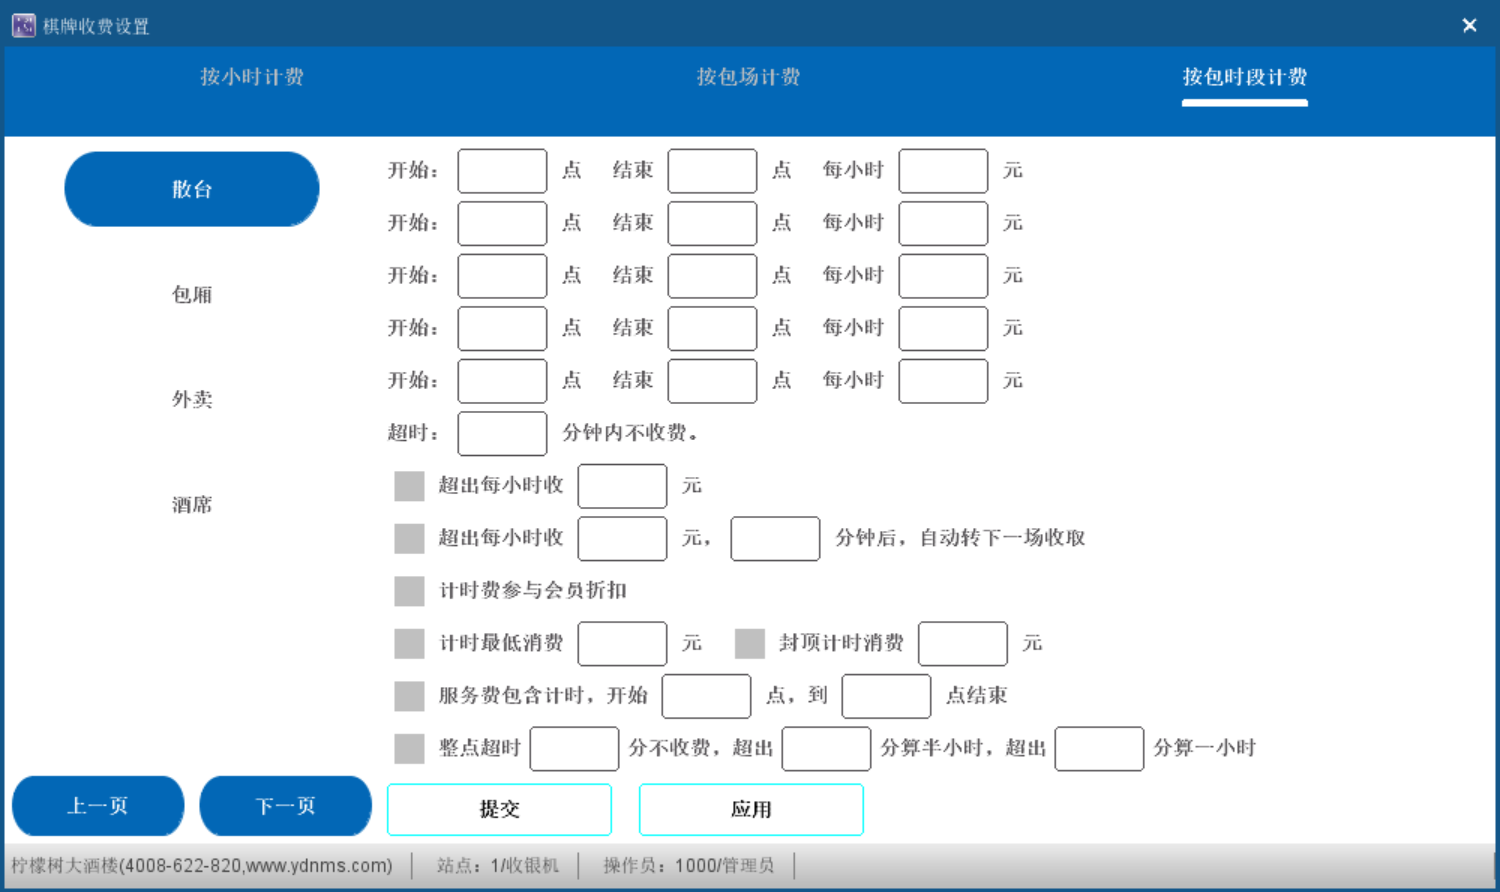 棋牌收费设置
按小时计费 按包场计费 按包时段计费
散台
包厢
外卖
酒席
开始： 点 结束 点 每小时 元
开始： 点 结束 点 每小时 元
开始： 点 结束 点 每小时 元
开始： 点 结束 点 每小时 元
开始： 点 结束 点 每小时 元
超时： 分钟内不收费。
超出每小时收 元
超出每小时收 元， 分钟后，自动转下一场收取
计时费参与会员折扣
计时最低消费 元 封顶计时消费 元
服务费包含计时，开始 点，到 点结束
整点超时 分不收费，超出 分算半小时，超出 分算一小时
上一页 下一页 提交 应用
柠檬树大酒楼(4008-622-820,www.ydnms.com) 站点：1/收银机 操作员：1000/管理员